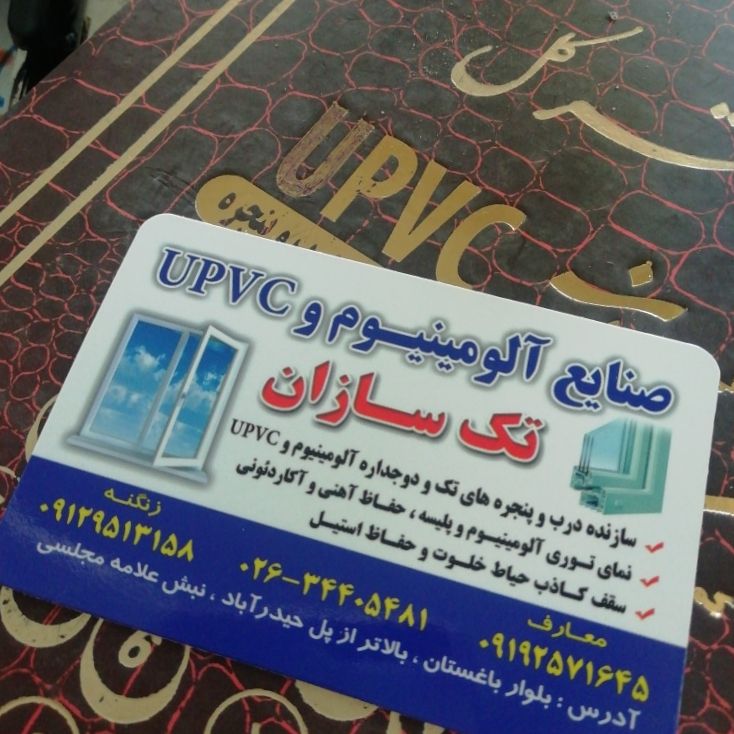 کل
UPVC
پنجره
صنایع آلومینیوم و UPVC
تک سازان
سازنده درب و پنجره های تک و دوجداره آلومینیوم و UPVC
نمای توری آلومینیوم و پلیسه ، حفاظ آهنی و آکاردئونی
سقف کاذب حیاط خلوت و حفاظ استیل
معارف
۰۹۱۹۲۵۷۱۶۴۵
۰۲۶-۳۴۴۰۵۴۸۱
زنگنه
۰۹۱۲۹۵۱۳۱۵۸
آدرس : بلوار باغستان ، بالاتر از پل حیدرآباد ، نبش علامه مجلسی